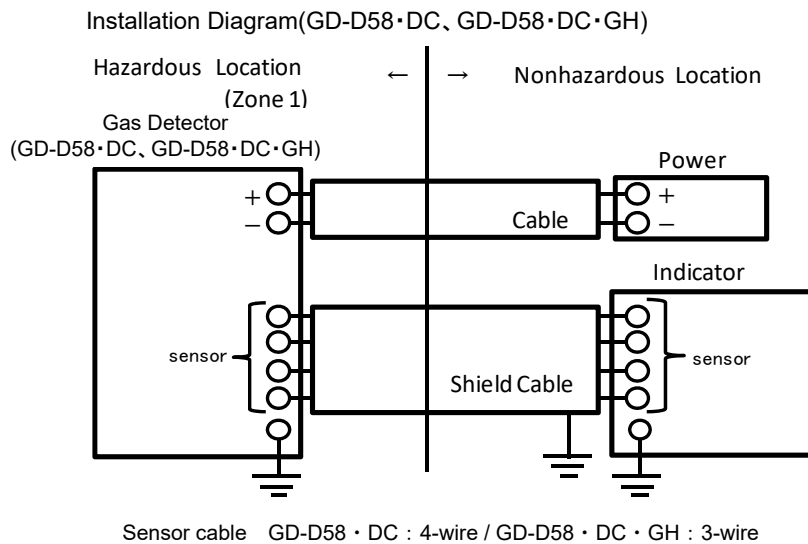 Installation Diagram(GD-D58・DC、GD-D58・DC・GH)
Hazardous Location ← → Nonhazardous Location
(Zone 1)
Gas Detector
(GD-D58・DC、GD-D58・DC・GH)
Power
+ +
− Cable −
Indicator
sensor sensor
Shield Cable
Sensor cable GD-D58・DC : 4-wire / GD-D58・DC・GH : 3-wire